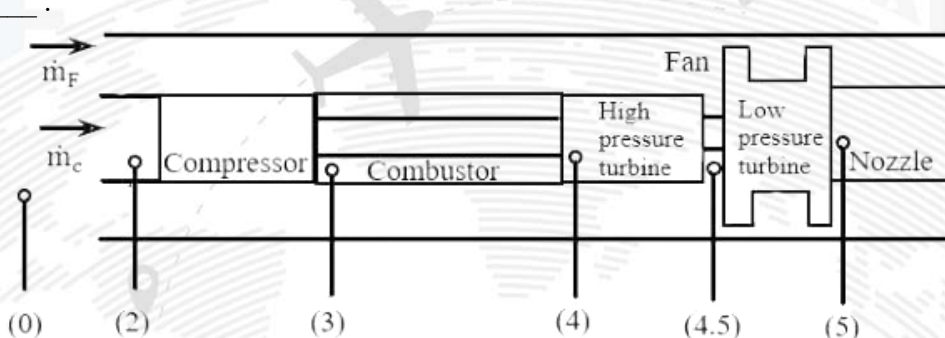 ____ .
ṁF
Fan
ṁc
Compressor
Combustor
High
pressure
turbine
Low
pressure
turbine
Nozzle
(0)
(2)
(3)
(4)
(4.5)
(5)